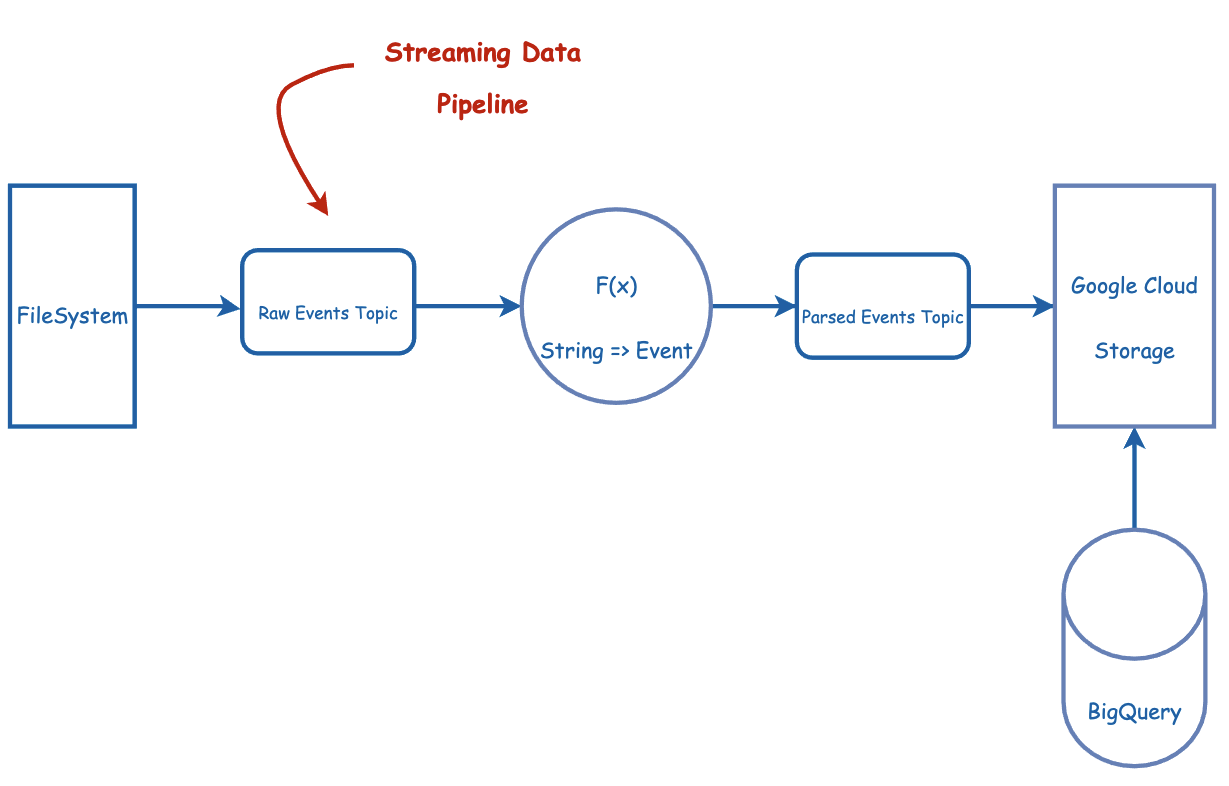 Streaming Data
Pipeline
FileSystem
Raw Events Topic
F(x)
String => Event
Parsed Events Topic
Google Cloud
Storage
BigQuery